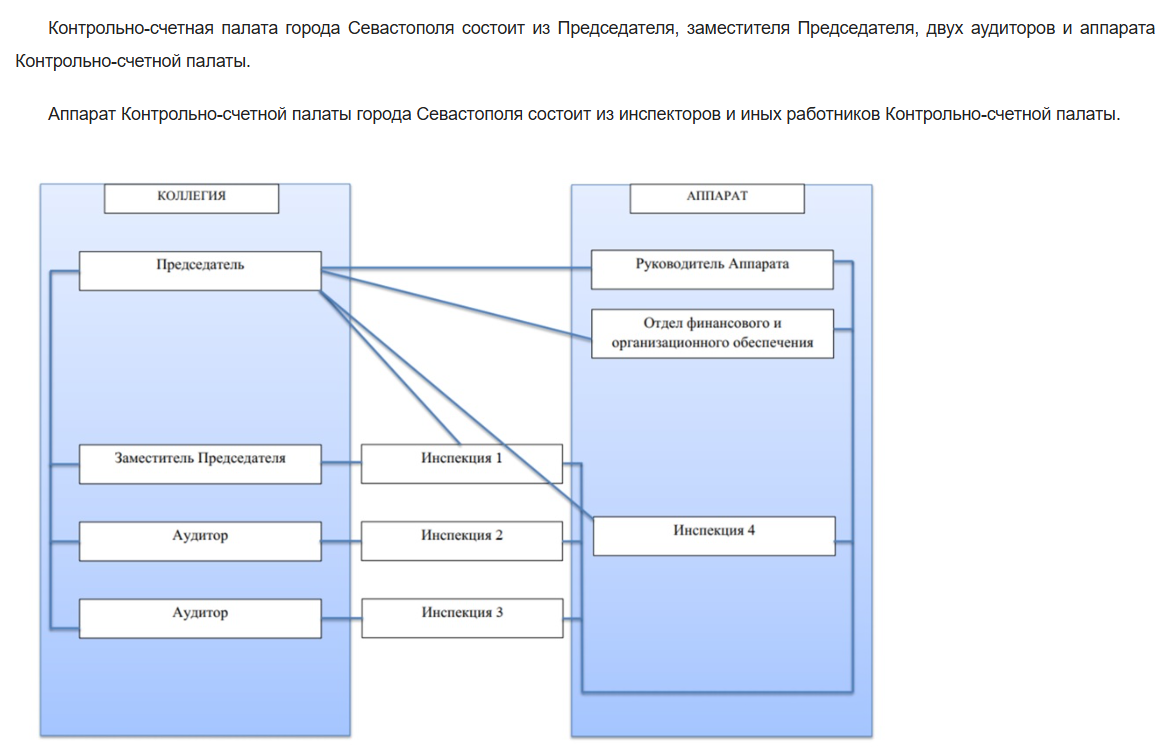 Контрольно-счетная палата города Севастополя состоит из Председателя, заместителя Председателя, двух аудиторов и аппарата
Контрольно-счетной палаты.
Аппарат Контрольно-счетной палаты города Севастополя состоит из инспекторов и иных работников Контрольно-счетной палаты.
КОЛЛЕГИЯ
АППАРАТ
Председатель
Руководитель Аппарата
Отдел финансового и
организационного обеспечения
Заместитель Председателя
Инспекция 1
Аудитор
Инспекция 2
Инспекция 4
Аудитор
Инспекция 3